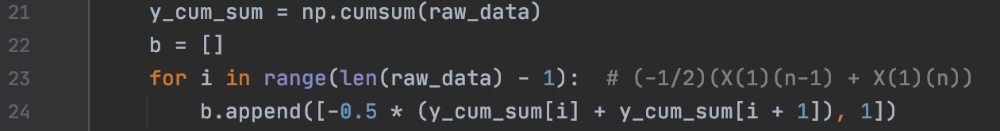 21 y_cum_sum = np.cumsum(raw_data)
22 b = []
23 for i in range(len(raw_data) - 1):  # (-1/2)(X(1)(n-1) + X(1)(n))
24 b.append([-0.5 * (y_cum_sum[i] + y_cum_sum[i + 1]), 1])